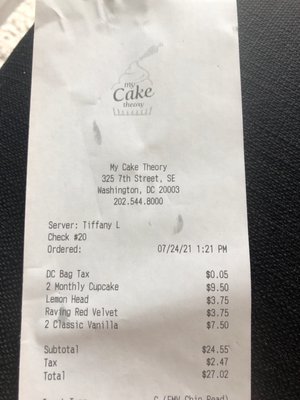 my
Cake
theory
My Cake Theory
325 7th Street, SE
Washington, DC 20003
202.544.8000
Server: Tiffany L
Check #20
Ordered: 07/24/21 1:21 PM
DC Bag Tax $0.05
2 Monthly Cupcake $9.50
Lemon Head $3.75
Raving Red Velvet $3.75
2 Classic Vanilla $7.50
Subtotal $24.55
Tax $2.47
Total $27.02